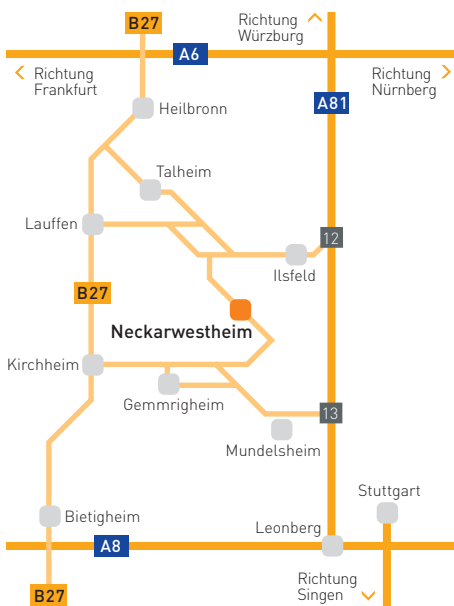 B27
Richtung
Würzburg
A6
Richtung
Frankfurt
Richtung
Nürnberg
A81
Heilbronn
Talheim
Lauffen
12
Ilsfeld
B27
Neckarwestheim
Kirchheim
Gemmrigheim
13
Mundelsheim
Stuttgart
Bietigheim
Leonberg
A8
Richtung
Singen
B27